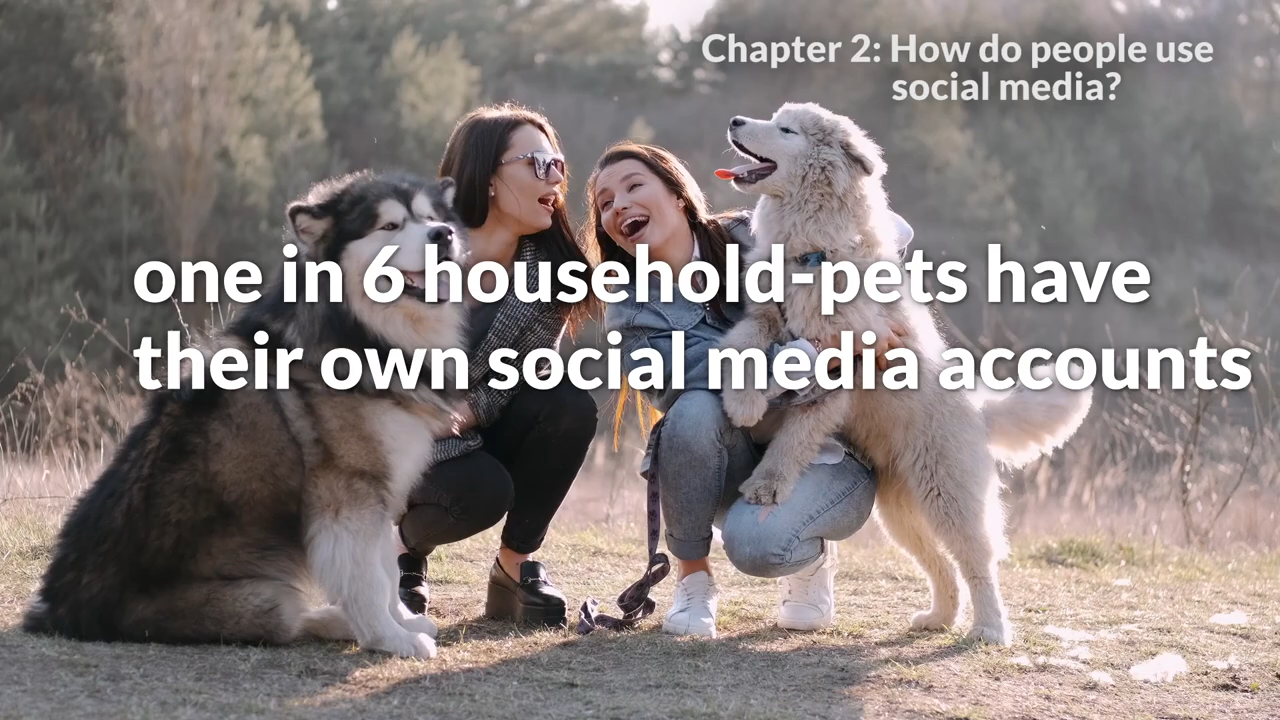 Chapter 2: How do people use
social media?
one in 6 household-pets have
their own social media accounts